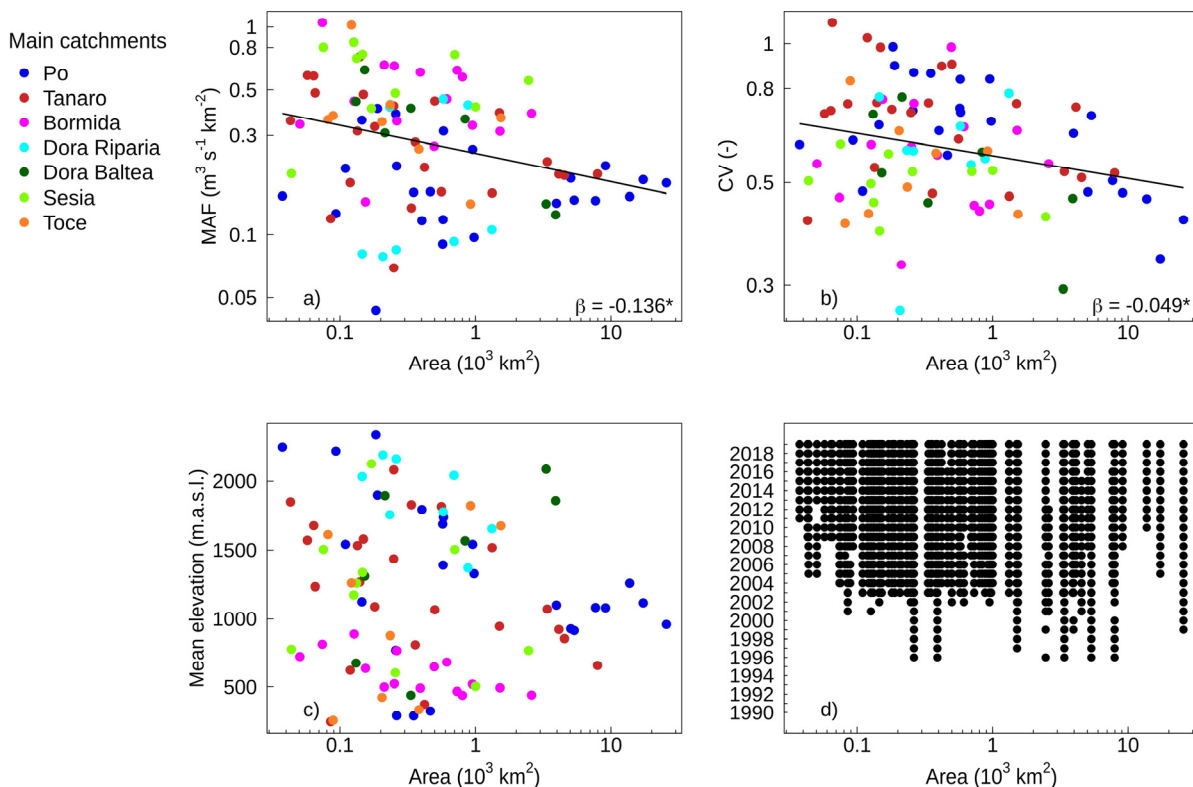 Main catchments
Po
Tanaro
Bormida
Dora Riparia
Dora Baltea
Sesia
Toce
MAF (m³ s⁻¹ km⁻²)
1
0.8
0.5
0.3
0.1
0.05
a)
β = -0.136*
0.1
1
10
Area (10³ km²)
CV (-)
1
0.8
0.5
0.3
b)
β = -0.049*
0.1
1
10
Area (10³ km²)
Mean elevation (m.a.s.l.)
2000
1500
1000
500
c)
0.1
1
10
Area (10³ km²)
2018
2016
2014
2012
2010
2008
2006
2004
2002
2000
1998
1996
1994
1992
1990
d)
0.1
1
10
Area (10³ km²)